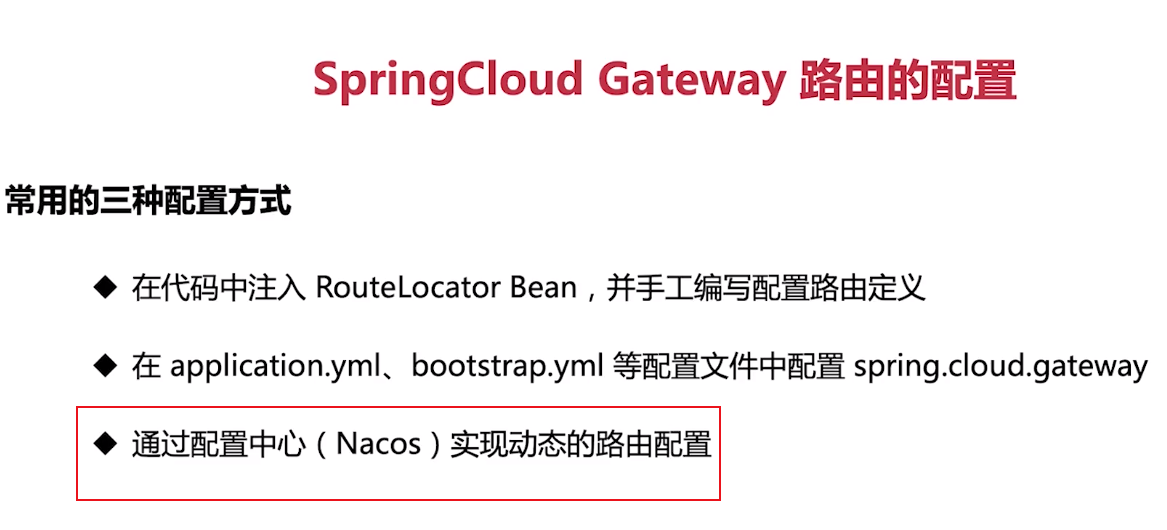 SpringCloud Gateway 路由的配置
常用的三种配置方式
◆ 在代码中注入 RouteLocator Bean，并手工编写配置路由定义
◆ 在 application.yml、bootstrap.yml 等配置文件中配置 spring.cloud.gateway
◆ 通过配置中心（Nacos）实现动态的路由配置